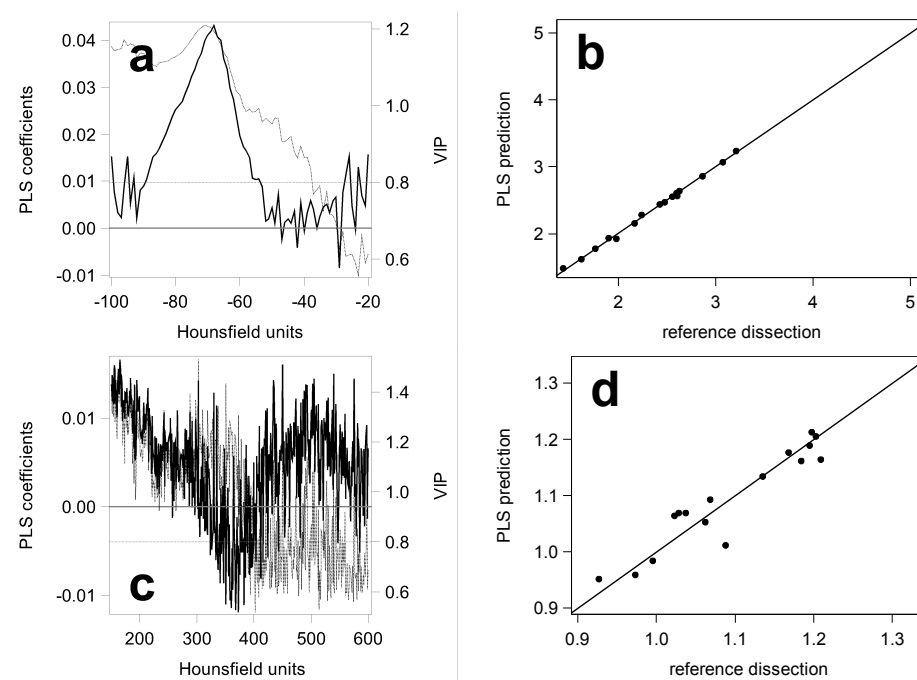 a
PLS coefficients
0.04
0.03
0.02
0.01
0.00
-0.01
1.2
1.0
0.8
0.6
VIP
-100 -80 -60 -40 -20
Hounsfield units
b
PLS prediction
5
4
3
2
2 3 4 5
reference dissection
c
PLS coefficients
0.01
0.00
-0.01
1.4
1.2
1.0
0.8
0.6
VIP
200 300 400 500 600
Hounsfield units
d
PLS prediction
1.3
1.2
1.1
1.0
0.9
0.9 1.0 1.1 1.2 1.3
reference dissection